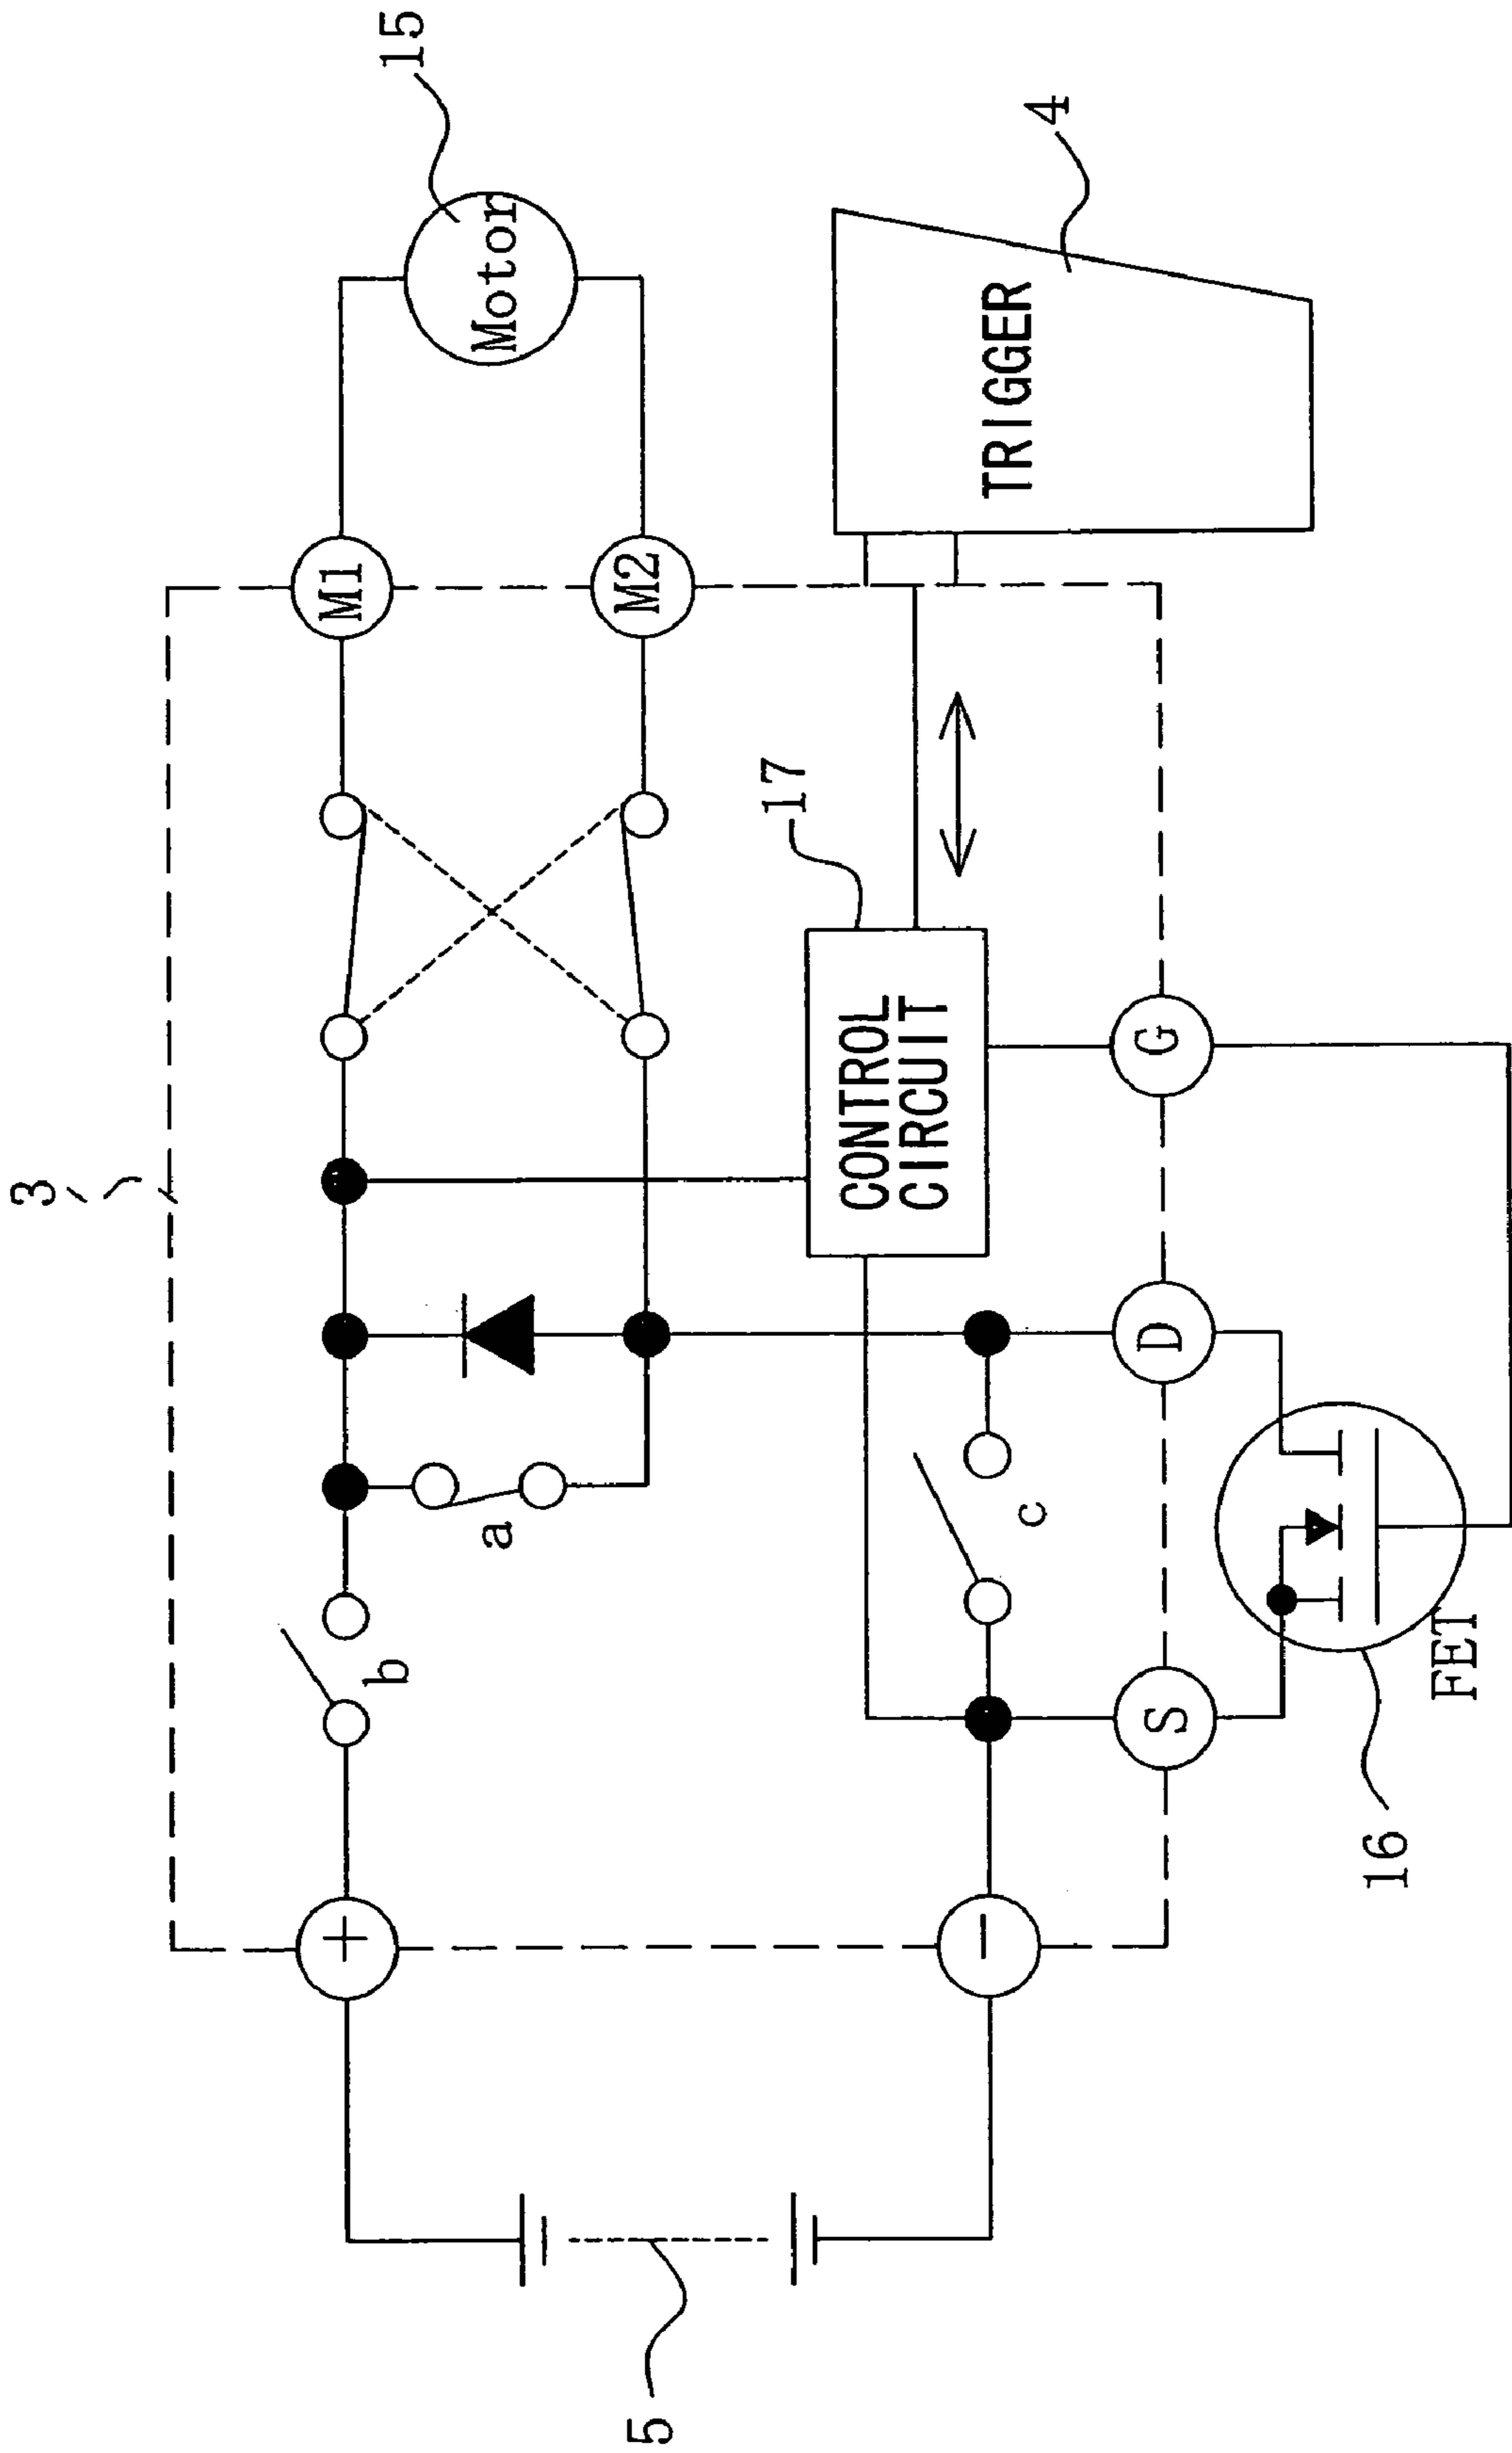 3
15
Motor
M1
M2
+
b
a
17
CONTROL
CIRCUIT
TRIGGER
4
-
c
S
D
G
5
16
FET